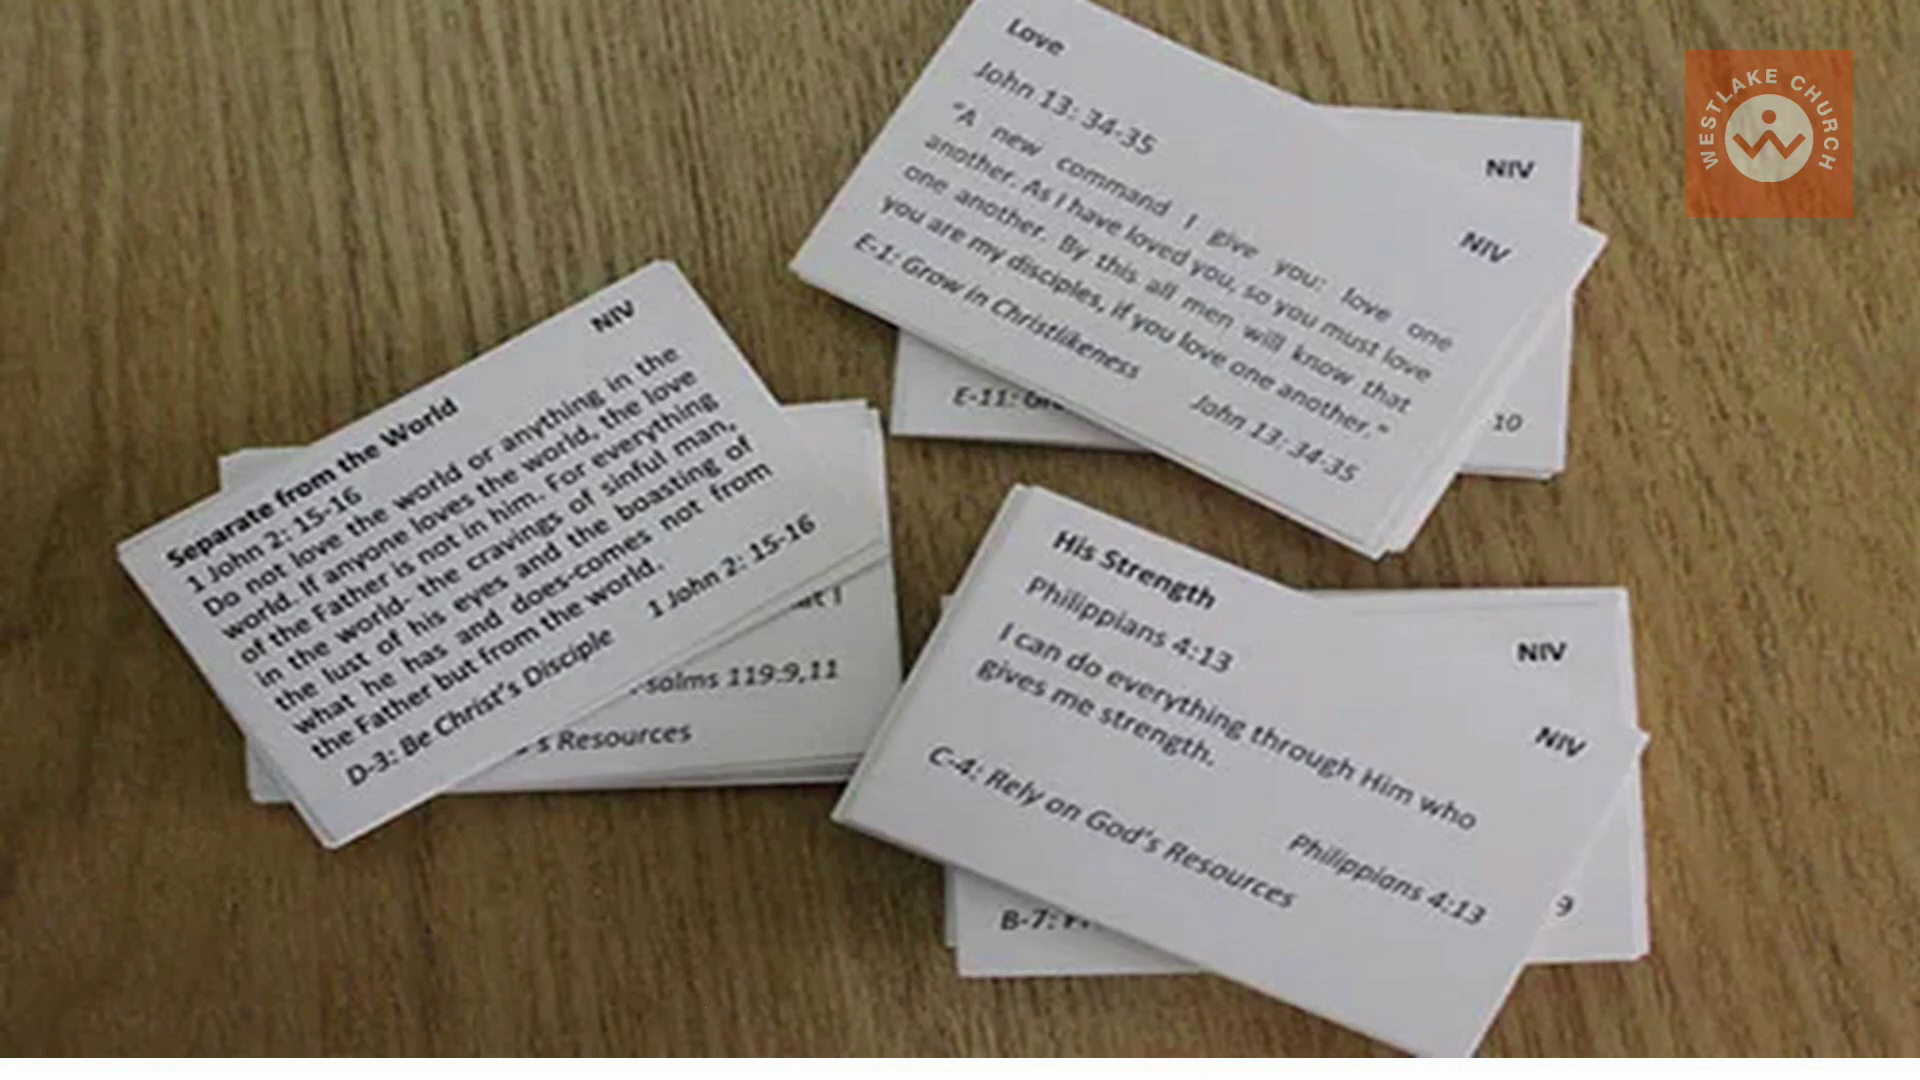 WESTLAKE CHURCH
Love
NIV
John 13: 34-35
"A new command I give you: love one
another. As I have loved you, so you must love
one another. By this all men will know that
you are my disciples, if you love one another."
John 13: 34-35
E-1: Grow in Christlikeness
NIV
E-11:
10
Separate from the World
NIV
1 John 2: 15-16
Do not love the world or anything in the
world. If anyone loves the world, the love
of the Father is not in him. For everything
in the world- the cravings of sinful man,
the lust of his eyes and the boasting of
what he has and does-comes not from
the Father but from the world.
1 John 2: 15-16
D-3: Be Christ's Disciple
119:9,11
Resources
His Strength
NIV
Philippians 4:13
I can do everything through Him who
gives me strength.
Philippians 4:13
C-4: Rely on God's Resources
NIV
B-7:
9